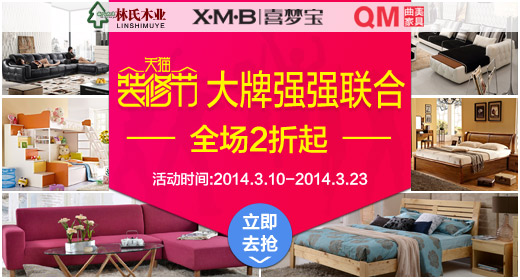 林氏木业 X·M·B 喜梦宝 QM 曲美家具
LINSHIMUYE
天猫
装修节 大牌强强联合
全场2折起
活动时间:2014.3.10-2014.3.23
立即
去抢